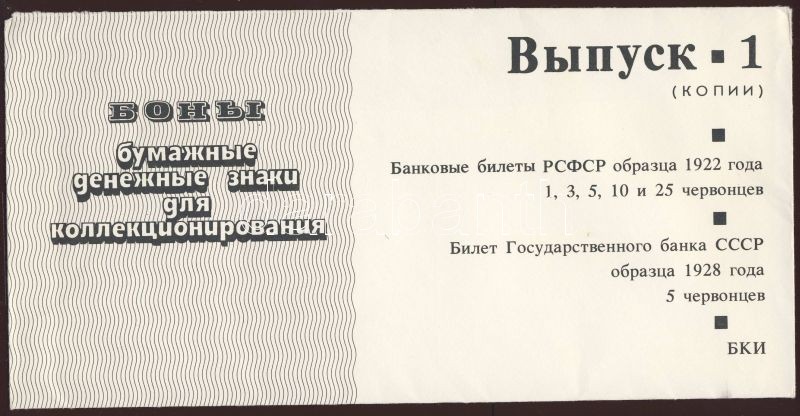 БОНЫ
бумажные
денежные знаки
для
коллекционирования
Выпуск ▪ 1
(КОПИИ)
Банковые билеты РСФСР образца 1922 года
1, 3, 5, 10 и 25 червонцев
Билет Государственного банка СССР
образца 1928 года
5 червонцев
БКИ